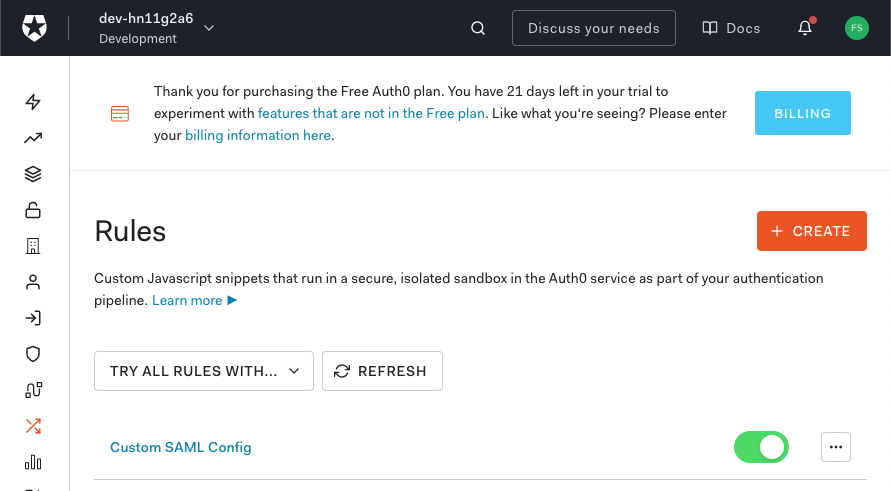 dev-hn11g2a6
Development
Discuss your needs
Docs
FS
Thank you for purchasing the Free Auth0 plan. You have 21 days left in your trial to
experiment with features that are not in the Free plan. Like what you're seeing? Please enter
your billing information here.
BILLING
Rules
+ CREATE
Custom Javascript snippets that run in a secure, isolated sandbox in the Auth0 service as part of your authentication
pipeline. Learn more ▶
TRY ALL RULES WITH...
REFRESH
Custom SAML Config